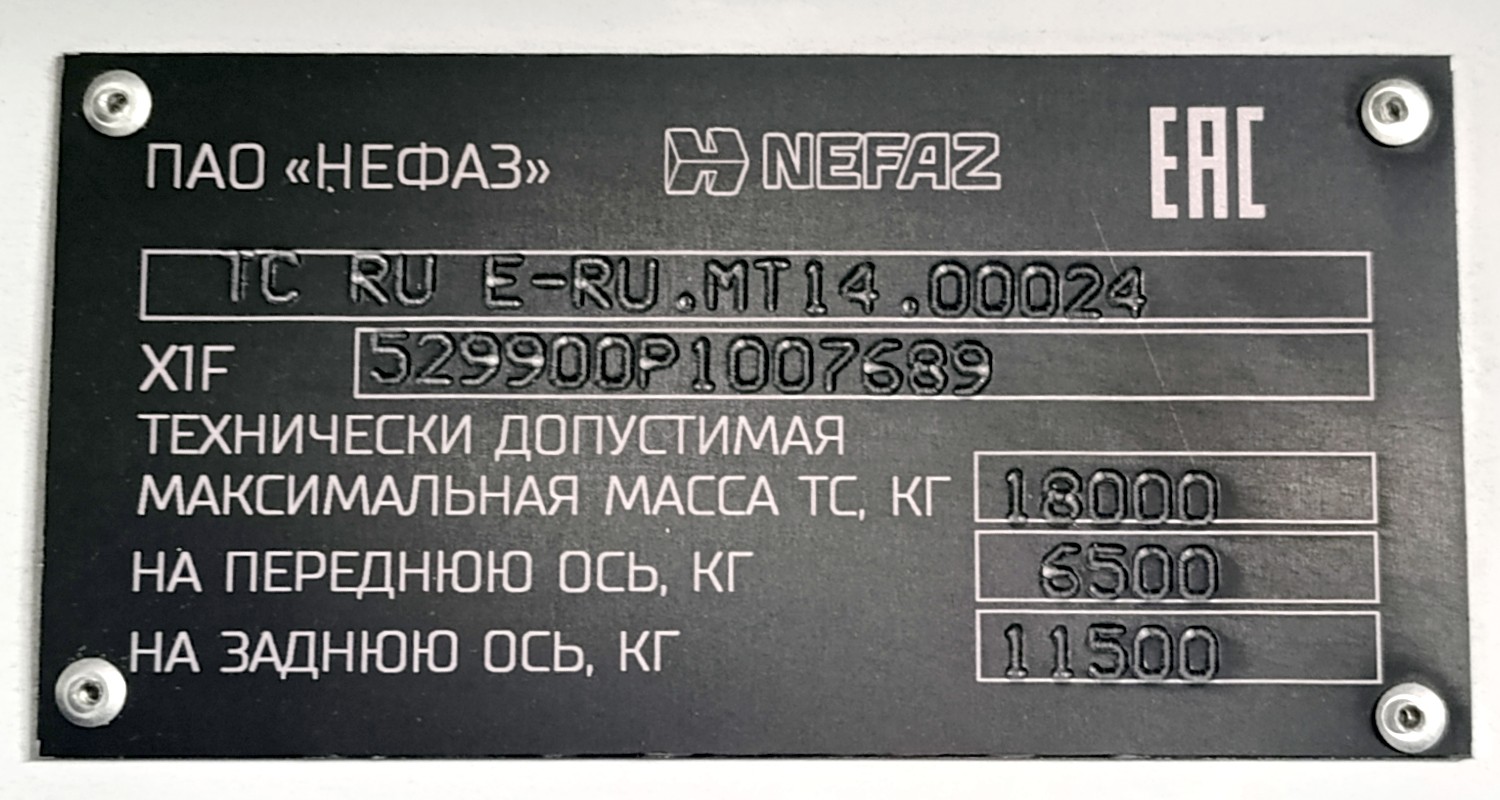 ПАО «НЕФАЗ» NEFAZ EAC
ТС RU E-RU.MT14.00024
X1F 529900P1007689
ТЕХНИЧЕСКИ ДОПУСТИМАЯ
МАКСИМАЛЬНАЯ МАССА ТС, КГ 18000
НА ПЕРЕДНЮЮ ОСЬ, КГ 6500
НА ЗАДНЮЮ ОСЬ, КГ 11500